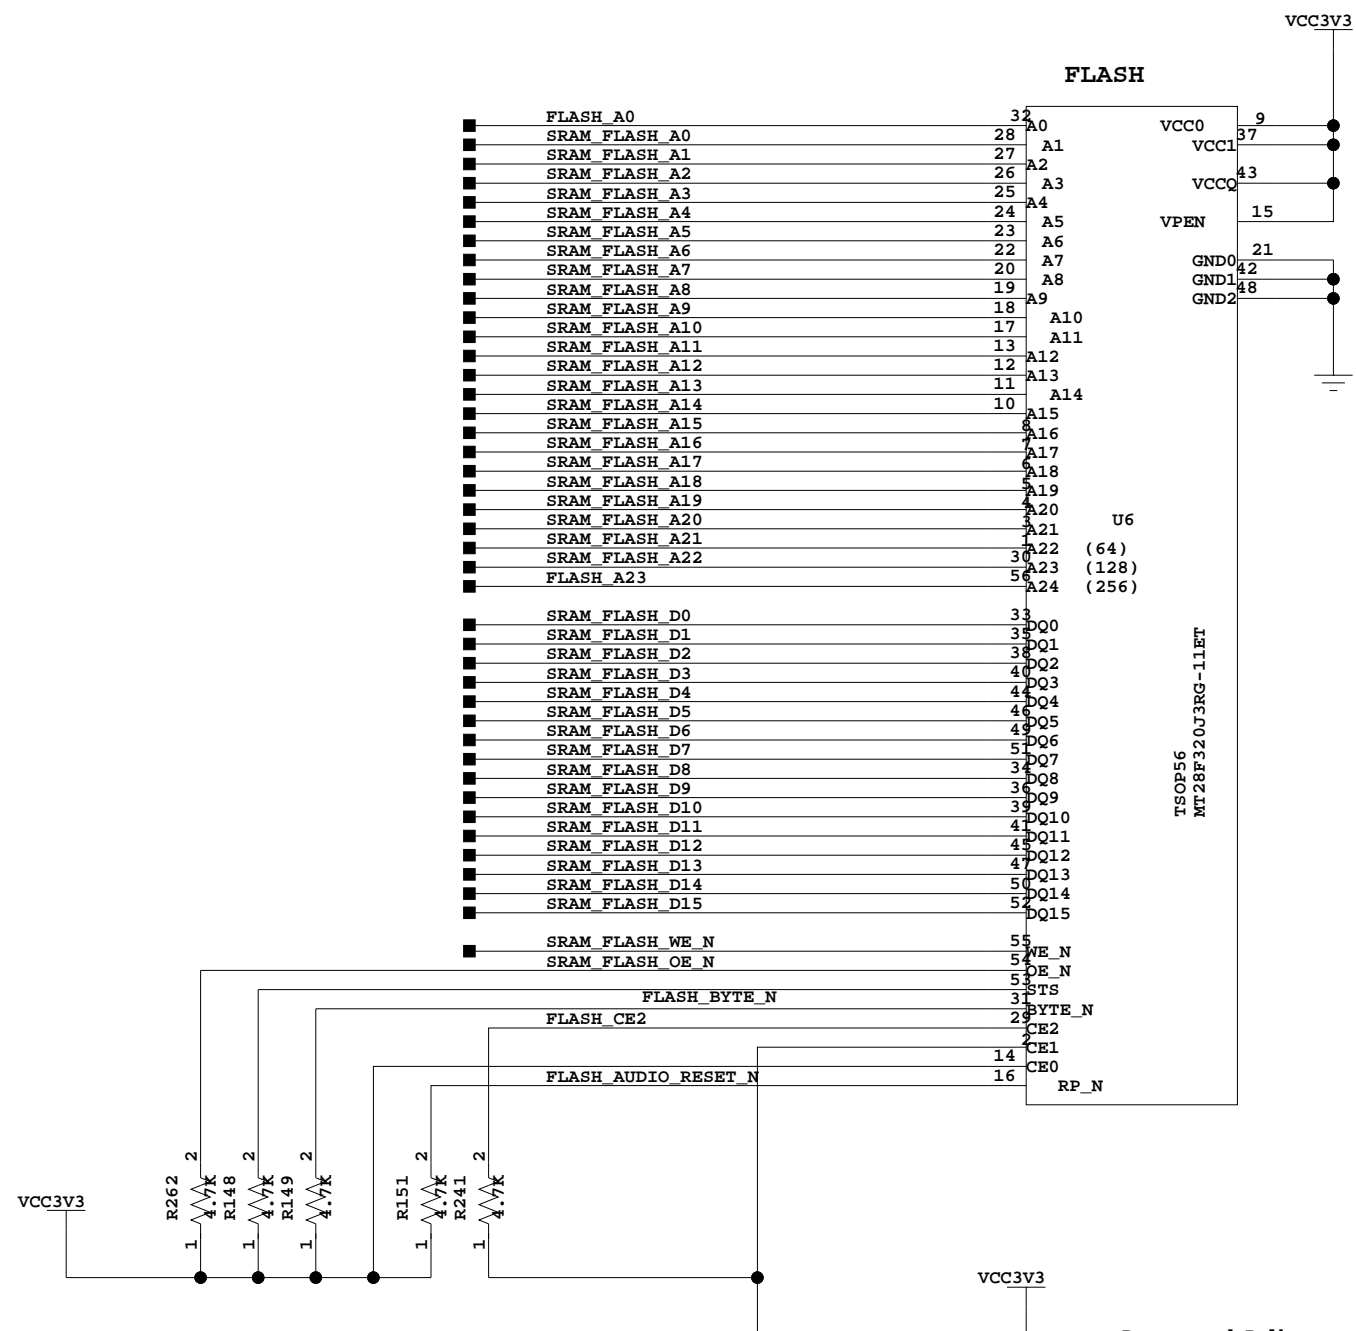 VCC3V3
FLASH
FLASH_A0 32 A0 VCC0 9
SRAM_FLASH_A0 28 A1 VCC1 37
SRAM_FLASH_A1 27 A2
SRAM_FLASH_A2 26 A3 VCCQ 43
SRAM_FLASH_A3 25 A4
SRAM_FLASH_A4 24 A5 VPEN 15
SRAM_FLASH_A5 23 A6
SRAM_FLASH_A6 22 A7 GND0 21
SRAM_FLASH_A7 20 A8 GND1 42
SRAM_FLASH_A8 19 A9 GND2 48
SRAM_FLASH_A9 18 A10
SRAM_FLASH_A10 17 A11
SRAM_FLASH_A11 13 A12
SRAM_FLASH_A12 12 A13
SRAM_FLASH_A13 11 A14
SRAM_FLASH_A14 10 A15
SRAM_FLASH_A15 8 A16
SRAM_FLASH_A16 7 A17
SRAM_FLASH_A17 6 A18
SRAM_FLASH_A18 5 A19
SRAM_FLASH_A19 4 A20
SRAM_FLASH_A20 3 A21 U6
SRAM_FLASH_A21 1 A22 (64)
SRAM_FLASH_A22 30 A23 (128)
FLASH_A23 56 A24 (256)
SRAM_FLASH_D0 33 DQ0
SRAM_FLASH_D1 35 DQ1
SRAM_FLASH_D2 38 DQ2
SRAM_FLASH_D3 40 DQ3
SRAM_FLASH_D4 44 DQ4
SRAM_FLASH_D5 46 DQ5
SRAM_FLASH_D6 49 DQ6
SRAM_FLASH_D7 51 DQ7
SRAM_FLASH_D8 34 DQ8
SRAM_FLASH_D9 36 DQ9
SRAM_FLASH_D10 39 DQ10
SRAM_FLASH_D11 41 DQ11
SRAM_FLASH_D12 45 DQ12
SRAM_FLASH_D13 47 DQ13
SRAM_FLASH_D14 50 DQ14
SRAM_FLASH_D15 52 DQ15
TSOP56
MT28F320J3RG-11ET
SRAM_FLASH_WE_N 55 WE_N
SRAM_FLASH_OE_N 54 OE_N
53 STS
FLASH_BYTE_N 31 BYTE_N
FLASH_CE2 29 CE2
2 CE1
14 CE0
FLASH_AUDIO_RESET_N 16 RP_N
2 2 2 2 2
VCC3V3
R262 4.7K
R148 4.7K
R149 4.7K
R151 4.7K
R241 4.7K
1 1 1 1 1
VCC3V3